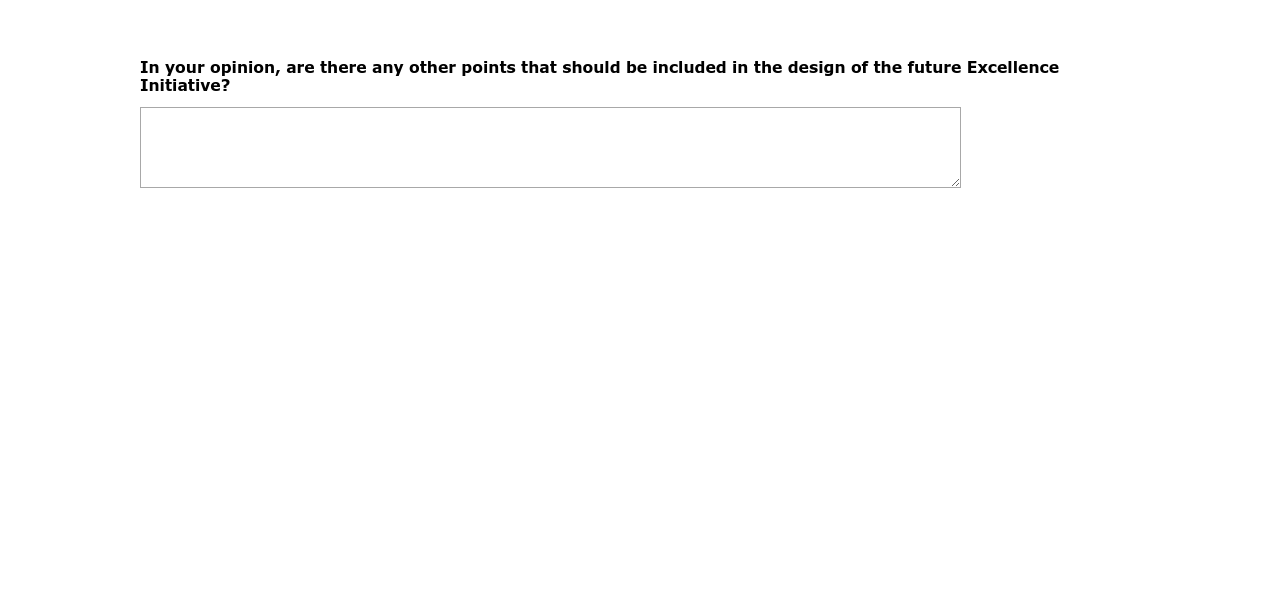 In your opinion, are there any other points that should be included in the design of the future Excellence
Initiative?